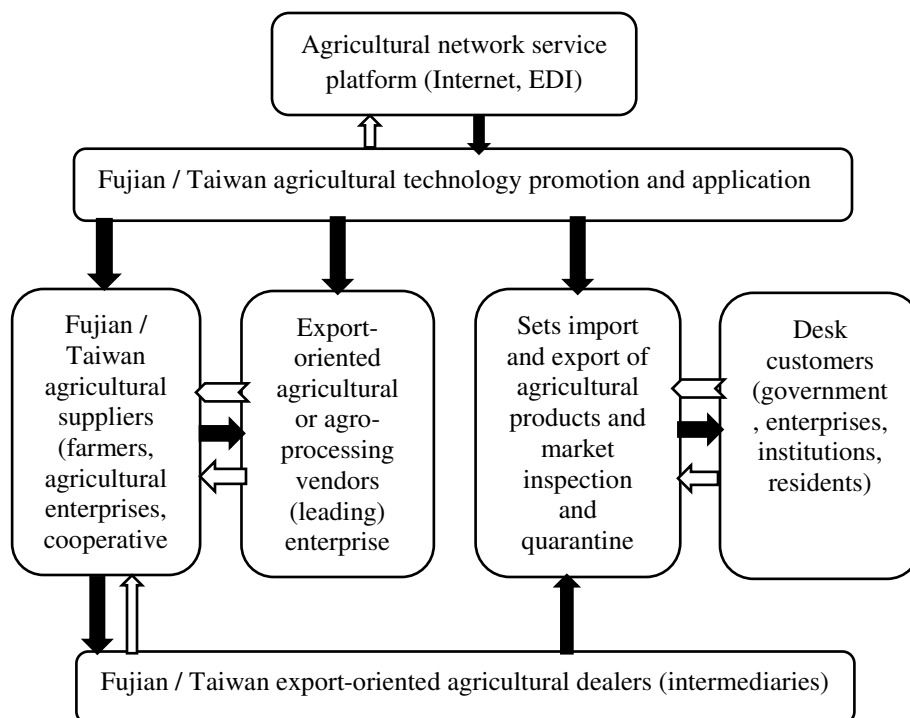 Agricultural network service
platform (Internet, EDI)
Fujian / Taiwan agricultural technology promotion and application
Fujian /
Taiwan
agricultural
suppliers
(farmers,
agricultural
enterprises,
cooperative
Export-
oriented
agricultural
or agro-
processing
vendors
(leading)
enterprise
Sets import
and export of
agricultural
products and
market
inspection
and
quarantine
Desk
customers
(government
, enterprises,
institutions,
residents)
Fujian / Taiwan export-oriented agricultural dealers (intermediaries)